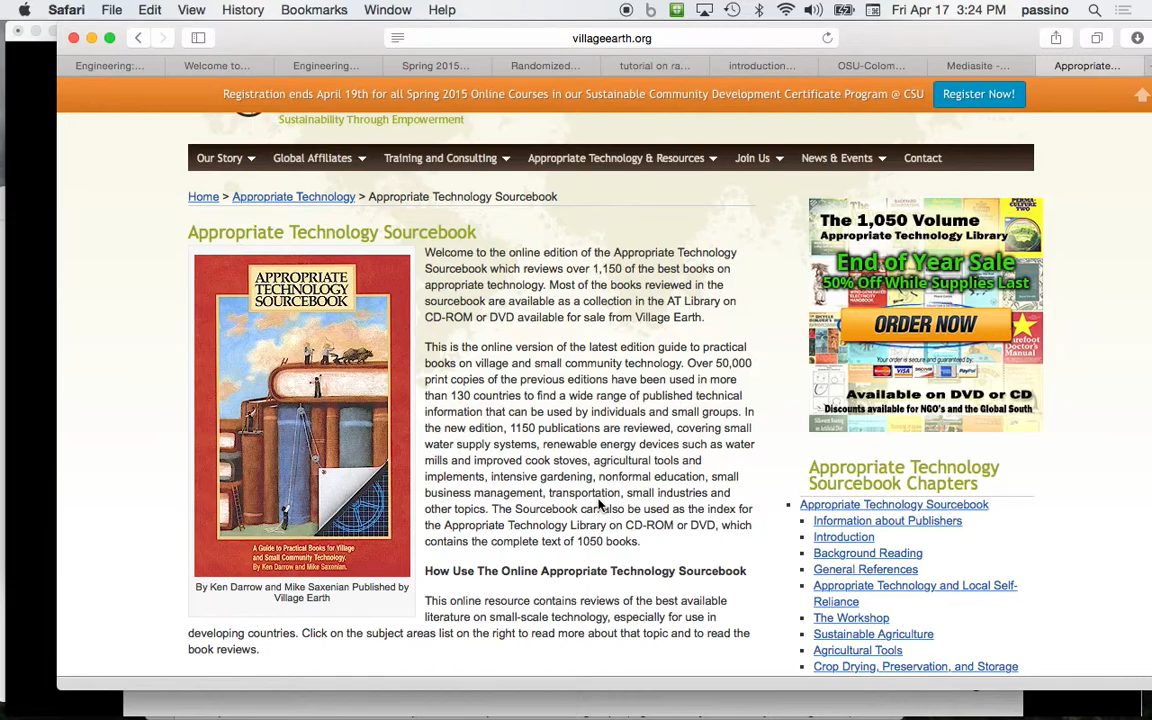 Safari File Edit View History Bookmarks Window Help Fri Apr 17 3:24 PM passino
villageearth.org
Engineering:... Welcome to... Engineering... Spring 2015... Randomized... tutorial on ra... introduction... OSU-Colom... Mediasite -... Appropriate...
Registration ends April 19th for all Spring 2015 Online Courses in our Sustainable Community Development Certificate Program @ CSU Register Now!
Sustainability Through Empowerment
Our Story Global Affiliates Training and Consulting Appropriate Technology & Resources Join Us News & Events Contact
Home > Appropriate Technology > Appropriate Technology Sourcebook
Appropriate Technology Sourcebook
APPROPRIATE
TECHNOLOGY
SOURCEBOOK
A Guide to Practical Books for Village
and Small Community Technology.
By Ken Darrow and Mike Saxenian.
By Ken Darrow and Mike Saxenian Published by
Village Earth
Welcome to the online edition of the Appropriate Technology
Sourcebook which reviews over 1,150 of the best books on
appropriate technology. Most of the books reviewed in the
sourcebook are available as a collection in the AT Library on
CD-ROM or DVD available for sale from Village Earth.
This is the online version of the latest edition guide to practical
books on village and small community technology. Over 50,000
print copies of the previous editions have been used in more
than 130 countries to find a wide range of published technical
information that can be used by individuals and small groups. In
the new edition, 1150 publications are reviewed, covering small
water supply systems, renewable energy devices such as water
mills and improved cook stoves, agricultural tools and
implements, intensive gardening, nonformal education, small
business management, transportation, small industries and
other topics. The Sourcebook can also be used as the index for
the Appropriate Technology Library on CD-ROM or DVD, which
contains the complete text of 1050 books.
How Use The Online Appropriate Technology Sourcebook
This online resource contains reviews of the best available
literature on small-scale technology, especially for use in
developing countries. Click on the subject areas list on the right to read more about that topic and to read the
book reviews.
The 1,050 Volume
Appropriate Technology Library
End of Year Sale
50% Off While Supplies Last
ORDER NOW
Barefoot
Doctor's
Manual
Your order is secure and guaranteed
VISA PayPal
Available on DVD or CD
Discounts available for NGO's and the Global South
Appropriate Technology
Sourcebook Chapters
Appropriate Technology Sourcebook
Information about Publishers
Introduction
Background Reading
General References
Appropriate Technology and Local Self-
Reliance
The Workshop
Sustainable Agriculture
Agricultural Tools
Crop Drying, Preservation, and Storage